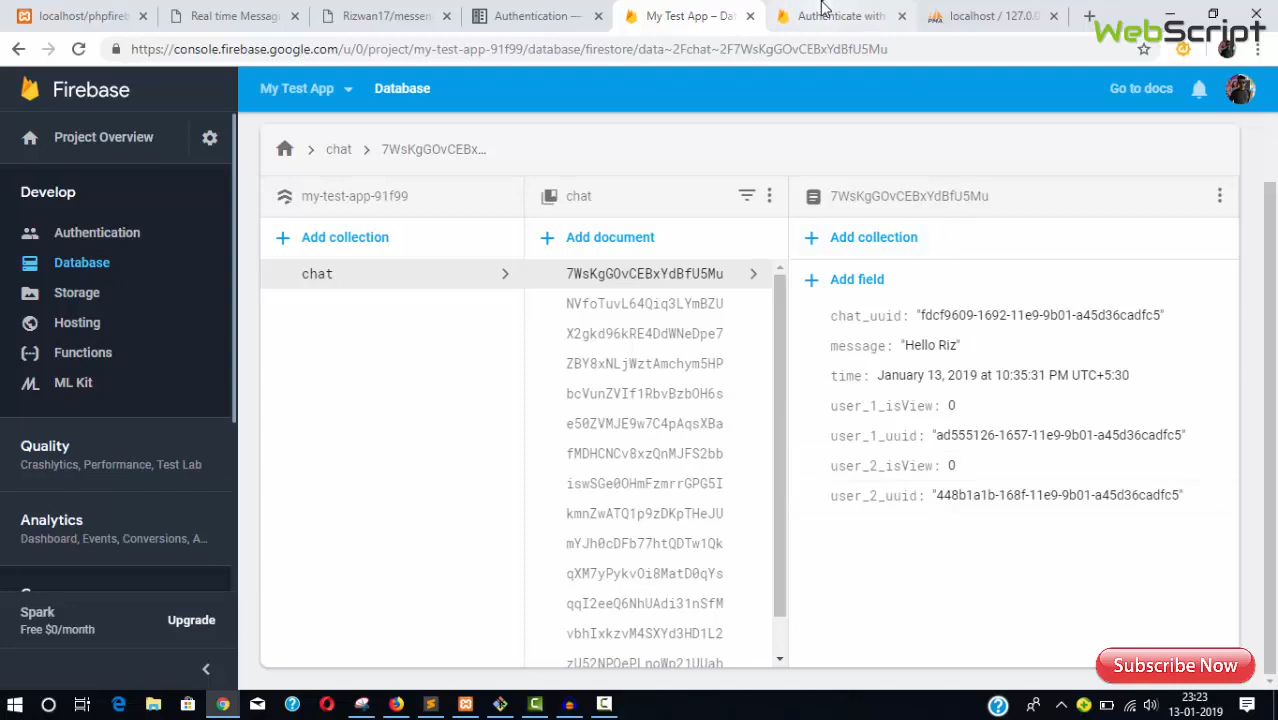 localhost/phpfireb
Real time Messag
Rizwan17/messen
Authentication —
My Test App – Dat
Authenticate with
localhost / 127.0.0
WebScript
https://console.firebase.google.com/u/0/project/my-test-app-91f99/database/firestore/data~2Fchat~2F7WsKgGOvCEBxYdBfU5Mu
Firebase
My Test App
Database
Go to docs
Project Overview
chat
7WsKgGOvCEBx...
Develop
my-test-app-91f99
chat
7WsKgGOvCEBxYdBfU5Mu
Authentication
Add collection
Add document
Add collection
Database
chat
7WsKgGOvCEBxYdBfU5Mu
Add field
Storage
NVfoTuvL64Qiq3LYmBZU
chat_uuid: "fdcf9609-1692-11e9-9b01-a45d36cadfc5"
Hosting
X2gkd96kRE4DdWNeDpe7
message: "Hello Riz"
Functions
ZBY8xNLjWztAmchym5HP
time: January 13, 2019 at 10:35:31 PM UTC+5:30
ML Kit
bcVunZVIf1RbvBzbOH6s
user_1_isView: 0
e50ZVMJE9w7C4pAqsXBa
user_1_uuid: "ad555126-1657-11e9-9b01-a45d36cadfc5"
Quality
Crashlytics, Performance, Test Lab
fMDHCNCv8xzQnMJFS2bb
user_2_isView: 0
iswSGe0OHmFzmrrGPG5I
user_2_uuid: "448b1a1b-168f-11e9-9b01-a45d36cadfc5"
Analytics
Dashboard, Events, Conversions, A...
kmnZwATQ1p9zDKpTHeJU
mYJh0cDFb77htQDTw1Qk
qXM7yPykvOi8MatD0qYs
Spark
Free $0/month
Upgrade
qqI2eeQ6NhUAdi31nSfM
vbhIxkzvM4SXYd3HD1L2
zU52NPOePLnoWp21UUah
Subscribe Now
23:23
13-01-2019